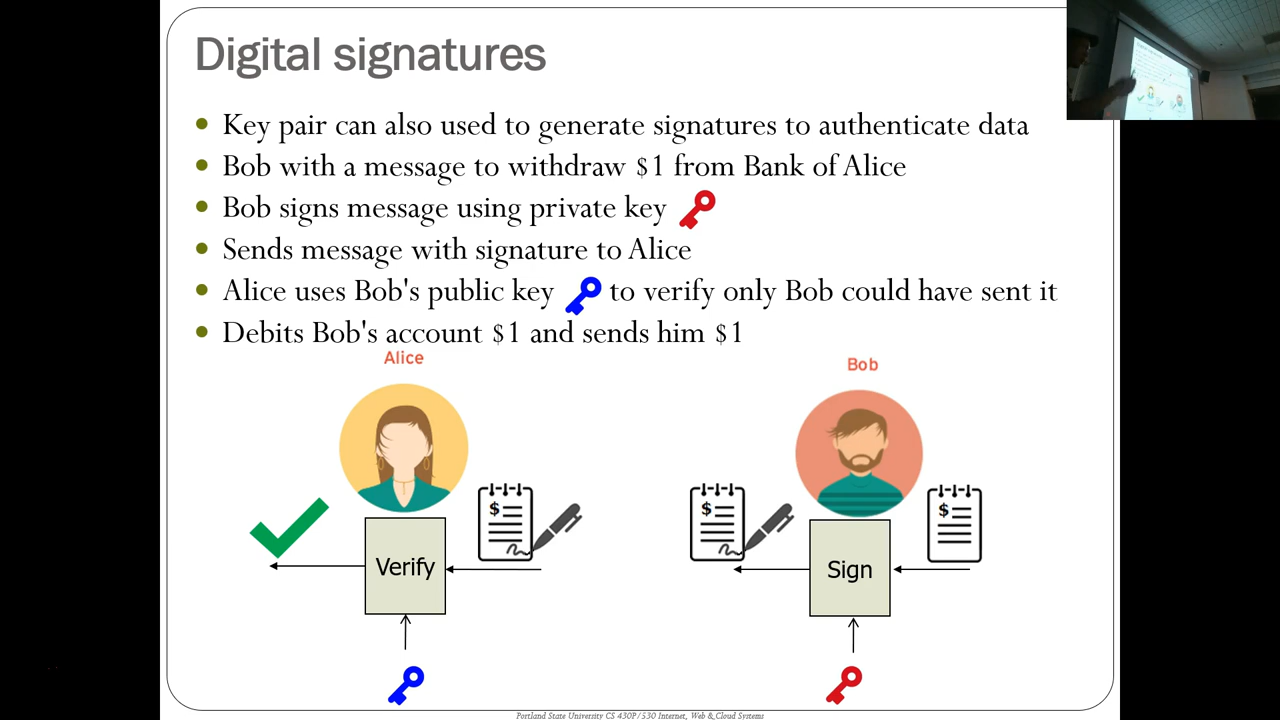 Digital signatures
Key pair can also used to generate signatures to authenticate data
Bob with a message to withdraw $1 from Bank of Alice
Bob signs message using private key
Sends message with signature to Alice
Alice uses Bob's public key to verify only Bob could have sent it
Debits Bob's account $1 and sends him $1
Alice
Bob
$
$
$
Verify
Sign
Portland State University CS 430P/530 Internet, Web & Cloud Systems